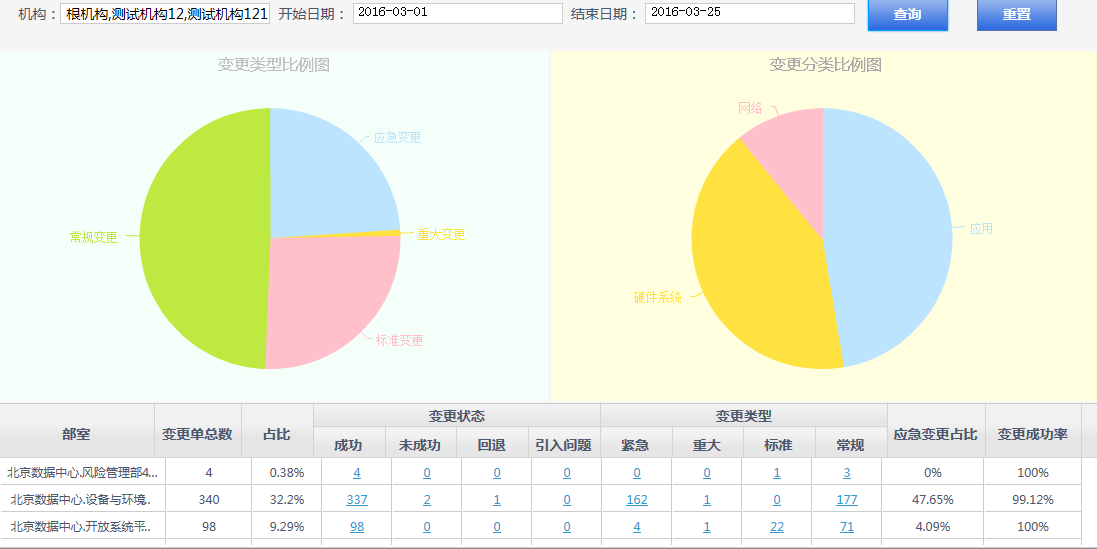 机构： 根机构,测试机构12,测试机构121 开始日期： 2016-03-01 结束日期： 2016-03-25 查询 重置
变更类型比例图
应急变更
重大变更
常规变更
标准变更
变更分类比例图
网络
应用
硬件系统
部室 变更单总数 占比 变更状态 变更类型 应急变更占比 变更成功率
成功 未成功 回退 引入问题 紧急 重大 标准 常规
北京数据中心.风险管理部4... 4 0.38% 4 0 0 0 0 0 1 3 0% 100%
北京数据中心.设备与环境.. 340 32.2% 337 2 1 0 162 1 0 177 47.65% 99.12%
北京数据中心.开放系统平.. 98 9.29% 98 0 0 0 4 1 22 71 4.09% 100%